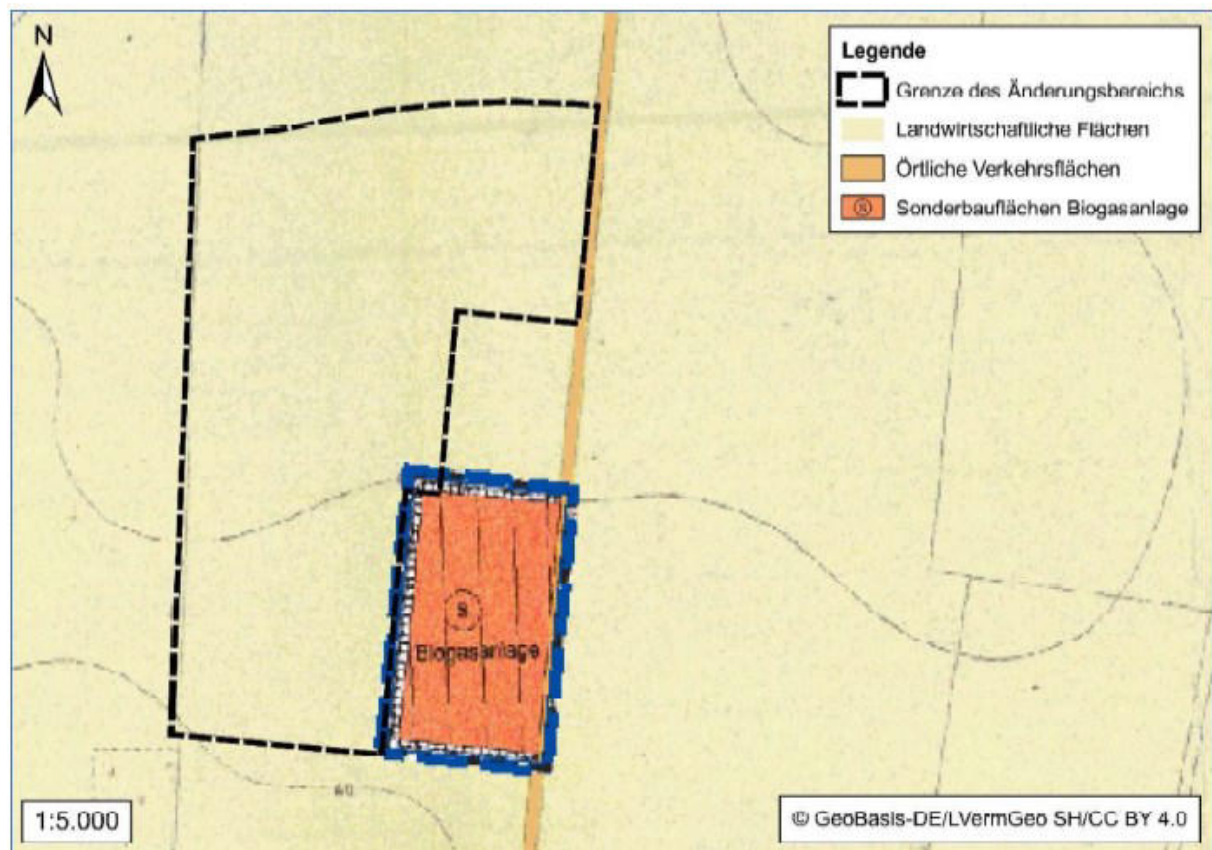 N
Legende
Grenze des Änderungsbereichs
Landwirtschaftliche Flächen
Örtliche Verkehrsflächen
S Sonderbauflächen Biogasanlage
S
Biogasanlage
1:5.000
© GeoBasis-DE/LVermGeo SH/CC BY 4.0